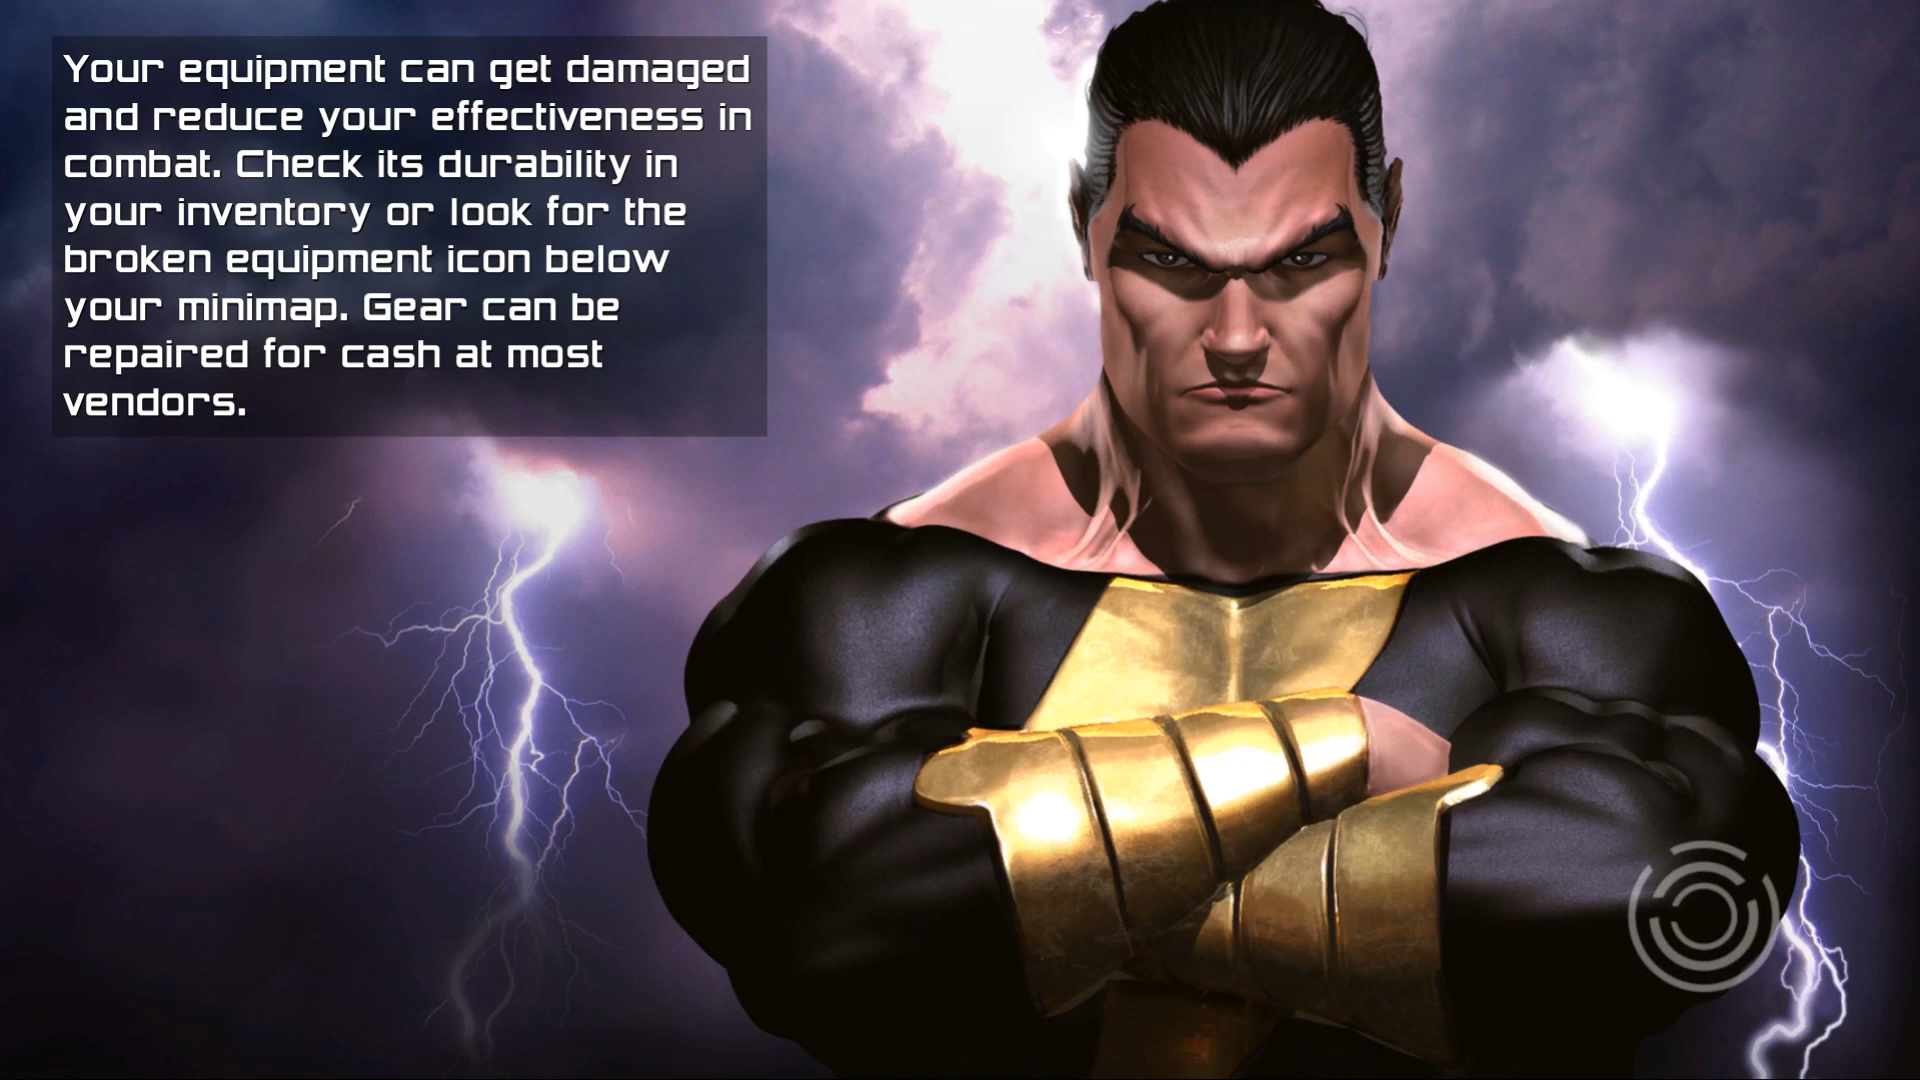 Your equipment can get damaged
and reduce your effectiveness in
combat. Check its durability in
your inventory or look for the
broken equipment icon below
your minimap. Gear can be
repaired for cash at most
vendors.